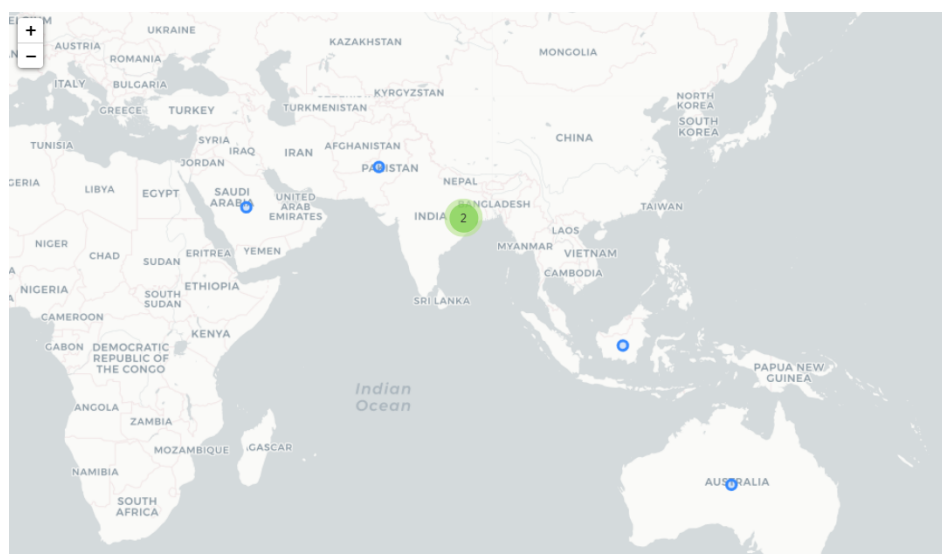 +
−
UKRAINE
KAZAKHSTAN
AUSTRIA
MONGOLIA
ROMANIA
ITALY
BULGARIA
KYRGYZSTAN
GREECE
TURKEY
TURKMENISTAN
NORTH
KOREA
SOUTH
KOREA
TUNISIA
SYRIA
IRAQ
IRAN
AFGHANISTAN
CHINA
JORDAN
PAKISTAN
GERIA
LIBYA
EGYPT
SAUDI
ARABIA
UNITED
ARAB
EMIRATES
NEPAL
BANGLADESH
INDIA
2
TAIWAN
LAOS
NIGER
CHAD
SUDAN
ERITREA
YEMEN
MYANMAR
VIETNAM
CAMBODIA
NIGERIA
SOUTH
SUDAN
ETHIOPIA
SRI LANKA
CAMEROON
KENYA
GABON
DEMOCRATIC
REPUBLIC OF
THE CONGO
PAPUA NEW
GUINEA
Indian
Ocean
ANGOLA
ZAMBIA
MOZAMBIQUE
GASCAR
NAMIBIA
AUSTRALIA
SOUTH
AFRICA